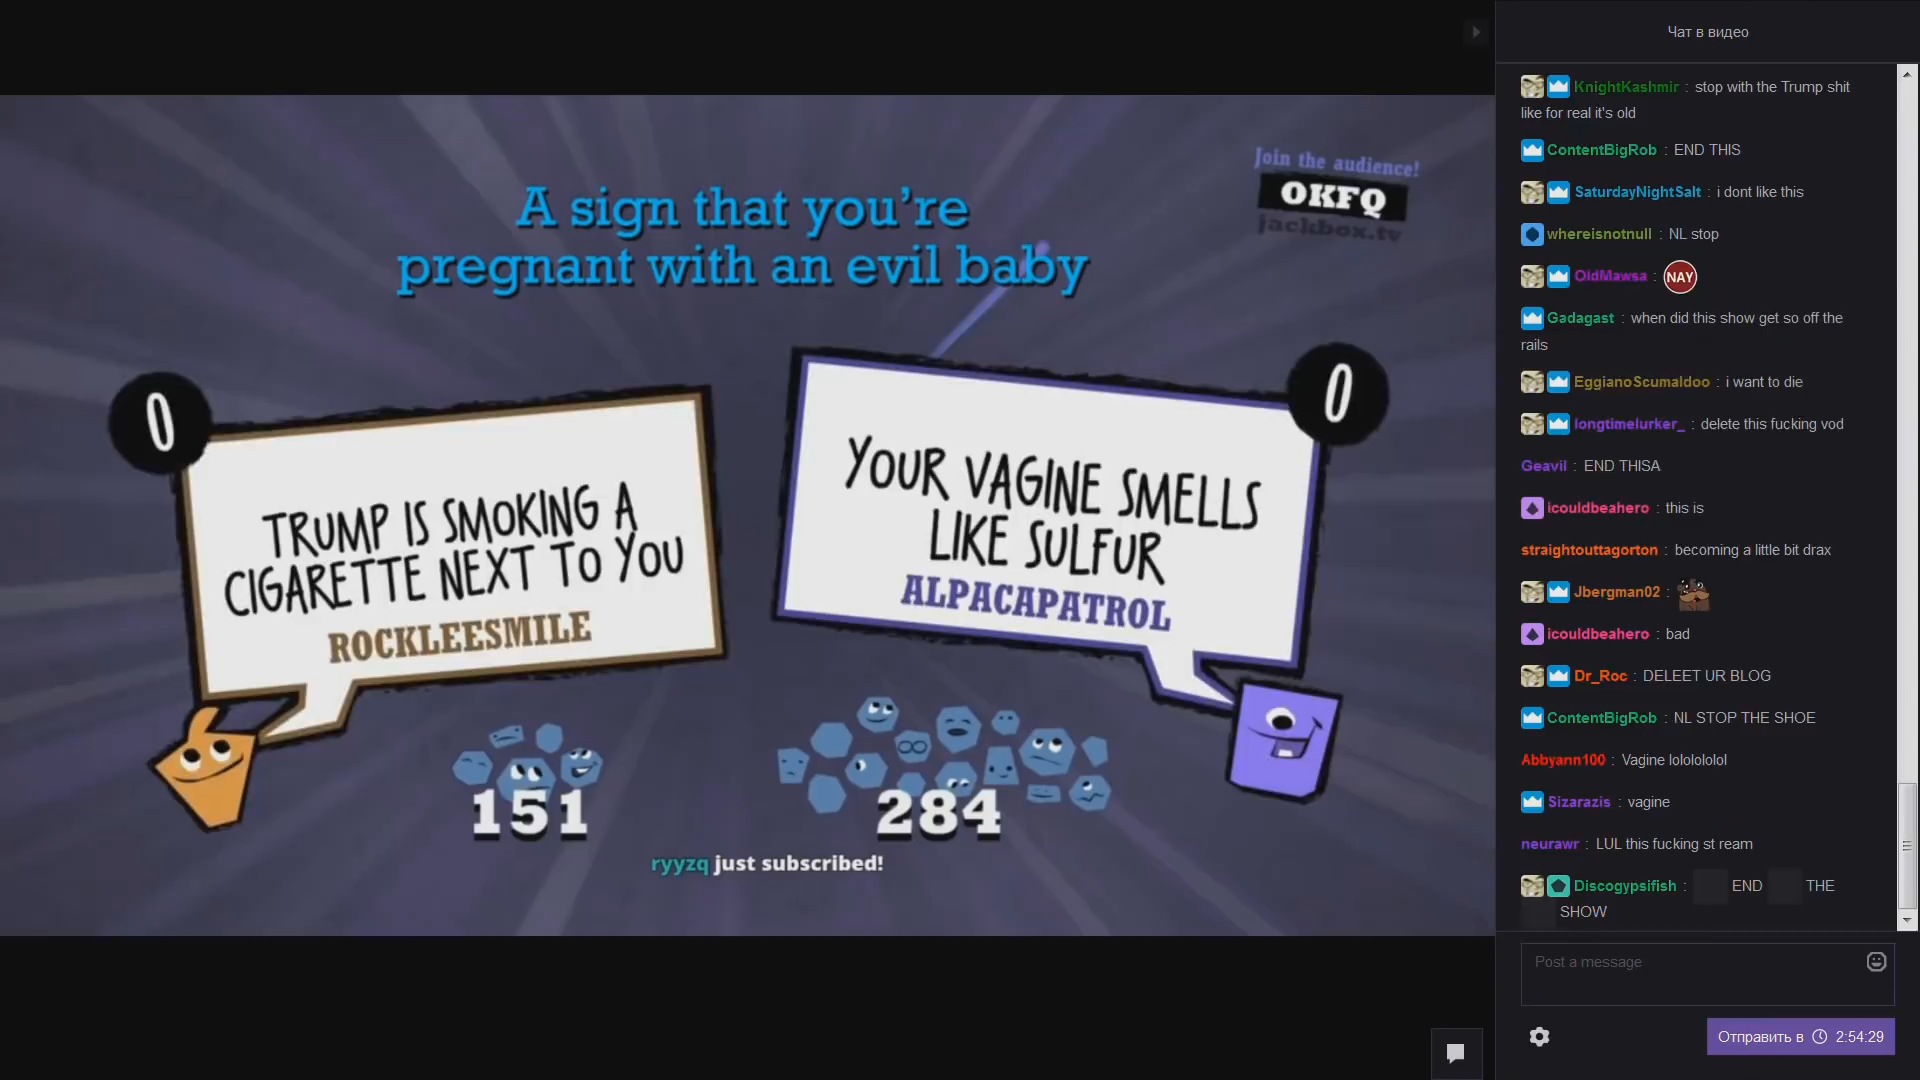 A sign that you're
pregnant with an evil baby
Join the audience!
OKFQ
jackbox.tv
0
TRUMP IS SMOKING A
CIGARETTE NEXT TO YOU
ROCKLEESMILE
0
YOUR VAGINE SMELLS
LIKE SULFUR
ALPACAPATROL
151
284
ryyzq just subscribed!
Чат в видео
KnightKashmir : stop with the Trump shit
like for real it's old
ContentBigRob : END THIS
SaturdayNightSalt : i dont like this
whereisnotnull : NL stop
OldMawsa : NAY
Gadagast : when did this show get so off the
rails
EggianoScumaldoo : i want to die
longtimelurker_ : delete this fucking vod
Geavil : END THISA
icouldbeahero : this is
straightouttagorton : becoming a little bit drax
Jbergman02 :
icouldbeahero : bad
Dr_Roc : DELEET UR BLOG
ContentBigRob : NL STOP THE SHOE
Abbyann100 : Vagine lolololololol
Sizarazis : vagine
neurawr : LUL this fucking st ream
Discogypsifish : END THE
SHOW
Post a message
Отправить в 2:54:29